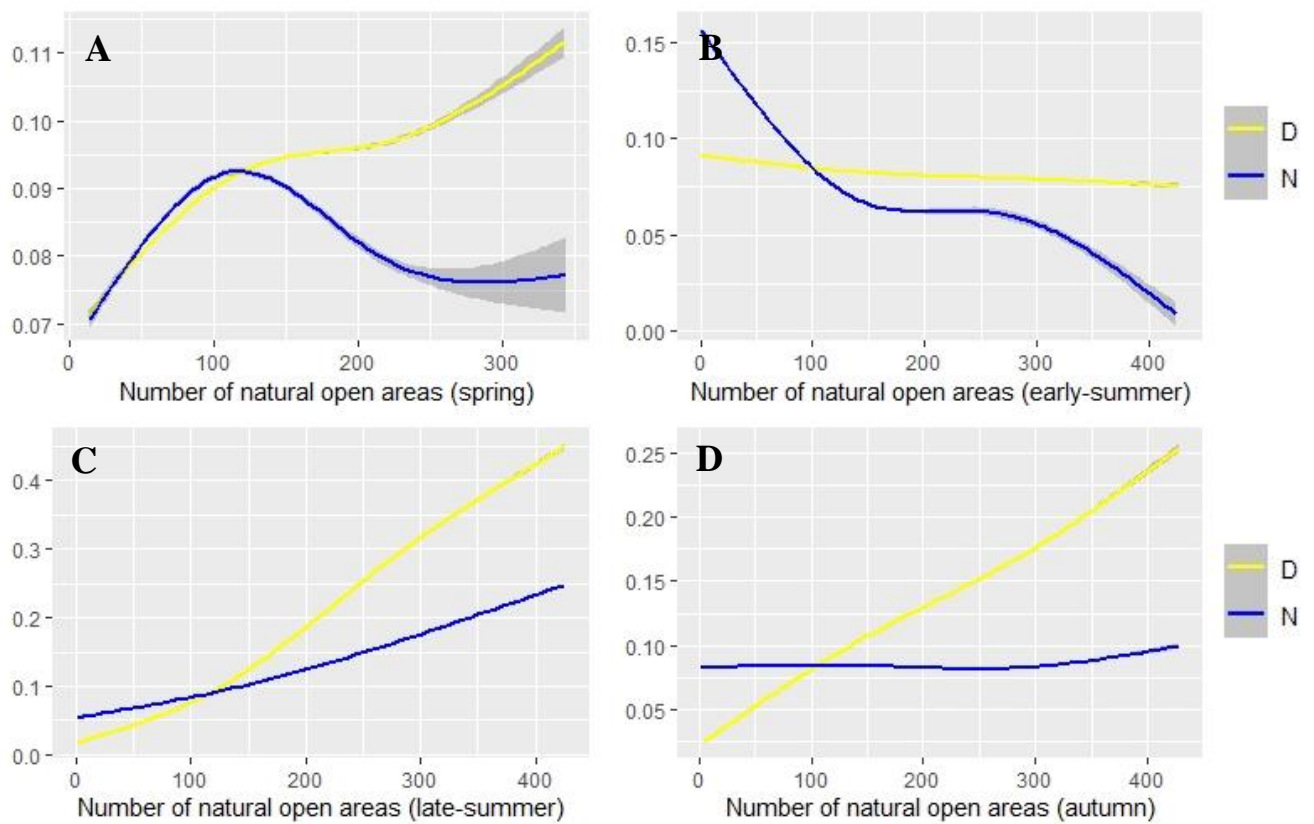 A
0.11
0.10
0.09
0.08
0.07
0 100 200 300
Number of natural open areas (spring)
B
0.15
0.10
0.05
0.00
0 100 200 300 400
Number of natural open areas (early-summer)
D
N
C
0.4
0.3
0.2
0.1
0.0
0 100 200 300 400
Number of natural open areas (late-summer)
D
0.25
0.20
0.15
0.10
0.05
0 100 200 300 400
Number of natural open areas (autumn)
D
N